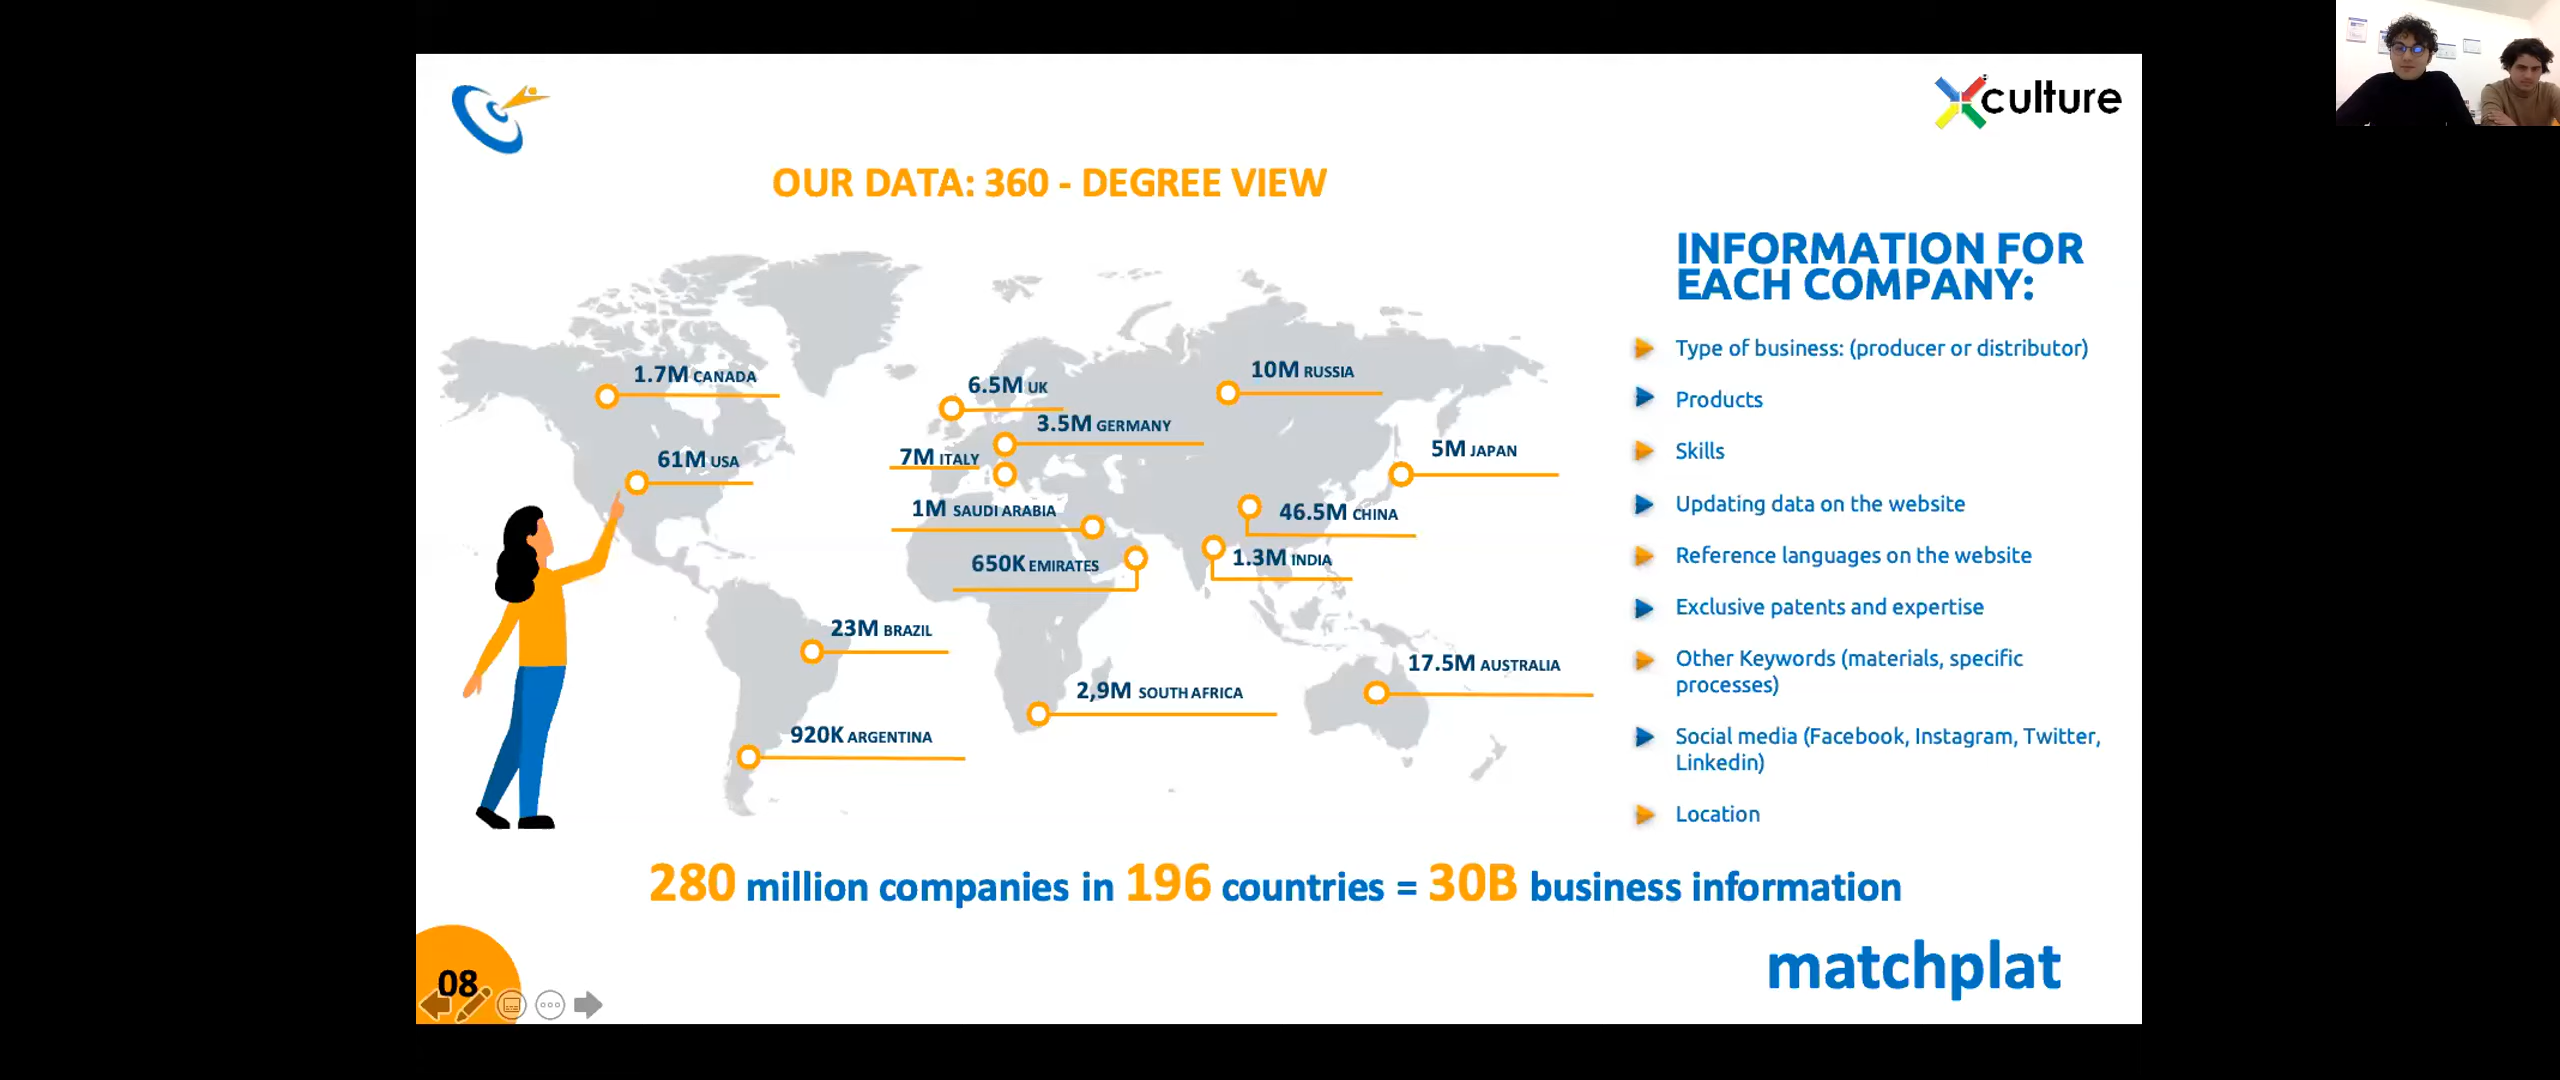 culture
OUR DATA: 360 - DEGREE VIEW
1.7M CANADA
61M USA
6.5M UK
3.5M GERMANY
7M ITALY
1M SAUDI ARABIA
650K EMIRATES
10M RUSSIA
5M JAPAN
46.5M CHINA
1.3M INDIA
23M BRAZIL
920K ARGENTINA
2,9M SOUTH AFRICA
17.5M AUSTRALIA
INFORMATION FOR
EACH COMPANY:
Type of business: (producer or distributor)
Products
Skills
Updating data on the website
Reference languages on the website
Exclusive patents and expertise
Other Keywords (materials, specific
processes)
Social media (Facebook, Instagram, Twitter,
Linkedin)
Location
280 million companies in 196 countries = 30B business information
08
matchplat